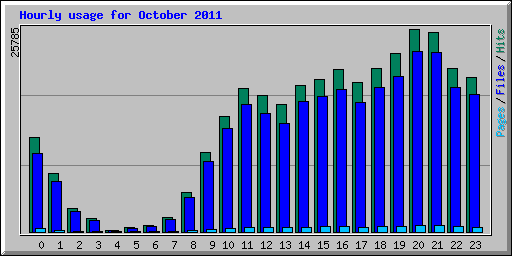 Hourly usage for October 2011
25785
Pages / Files / Hits
0 1 2 3 4 5 6 7 8 9 10 11 12 13 14 15 16 17 18 19 20 21 22 23